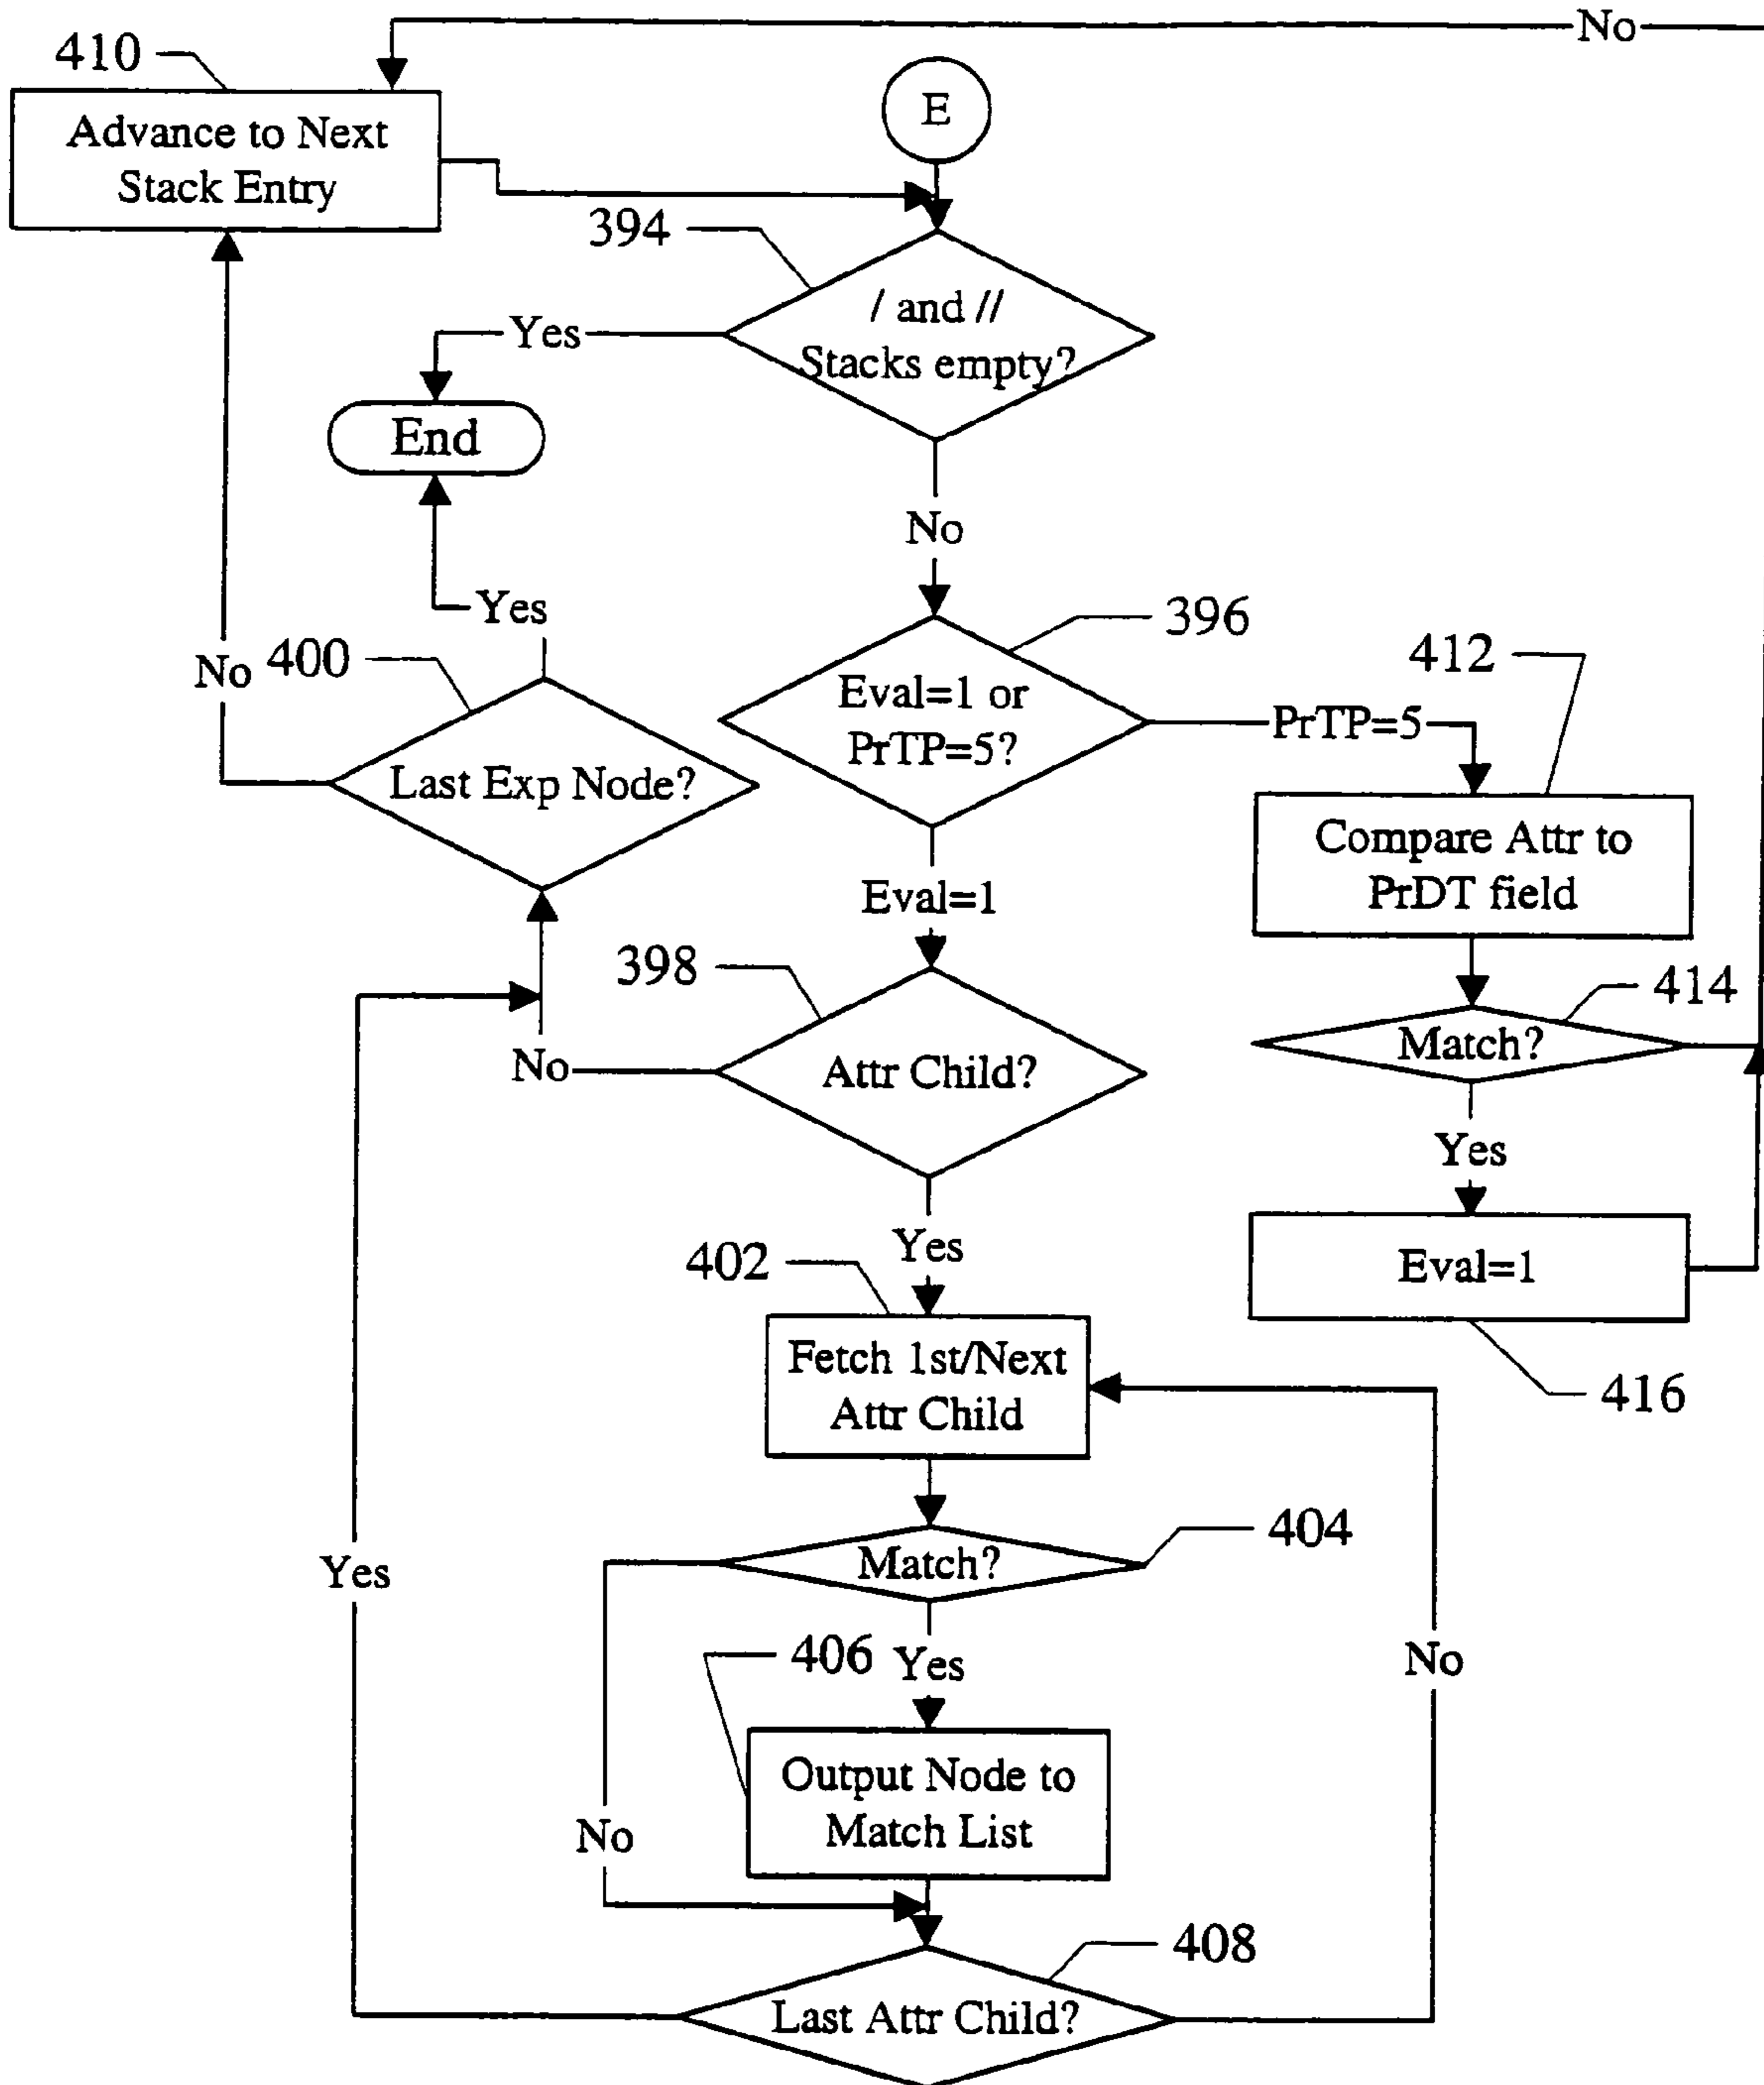 No
410
E
Advance to Next
Stack Entry
394
/ and //
Stacks empty?
Yes
End
No
Yes
396
412
No
400
Eval=1 or
PrTP=5?
PrTP=5
Last Exp Node?
Compare Attr to
PrDT field
Eval=1
398
414
Match?
No
Attr Child?
Yes
Yes
402
Eval=1
Fetch 1st/Next
Attr Child
416
404
Match?
Yes
406
Yes
No
Output Node to
Match List
No
408
Last Attr Child?